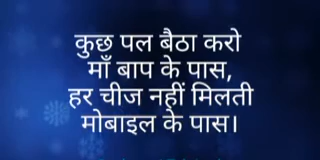 कुछ पल बैठा करो
माँ बाप के पास,
हर चीज नहीं मिलती
मोबाइल के पास।